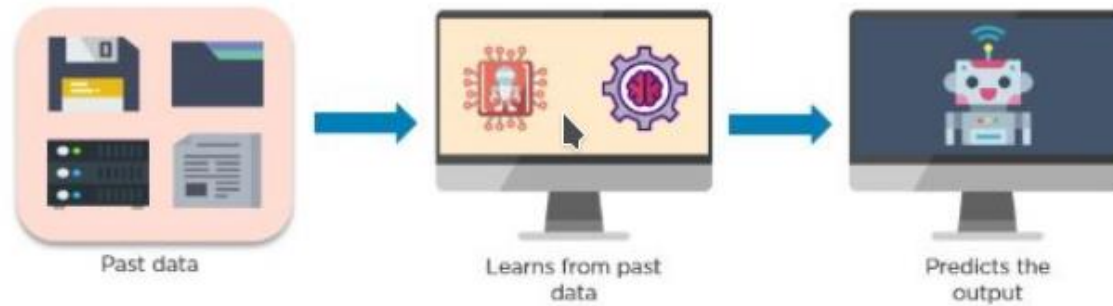 Past data
Learns from past
data
Predicts the
output